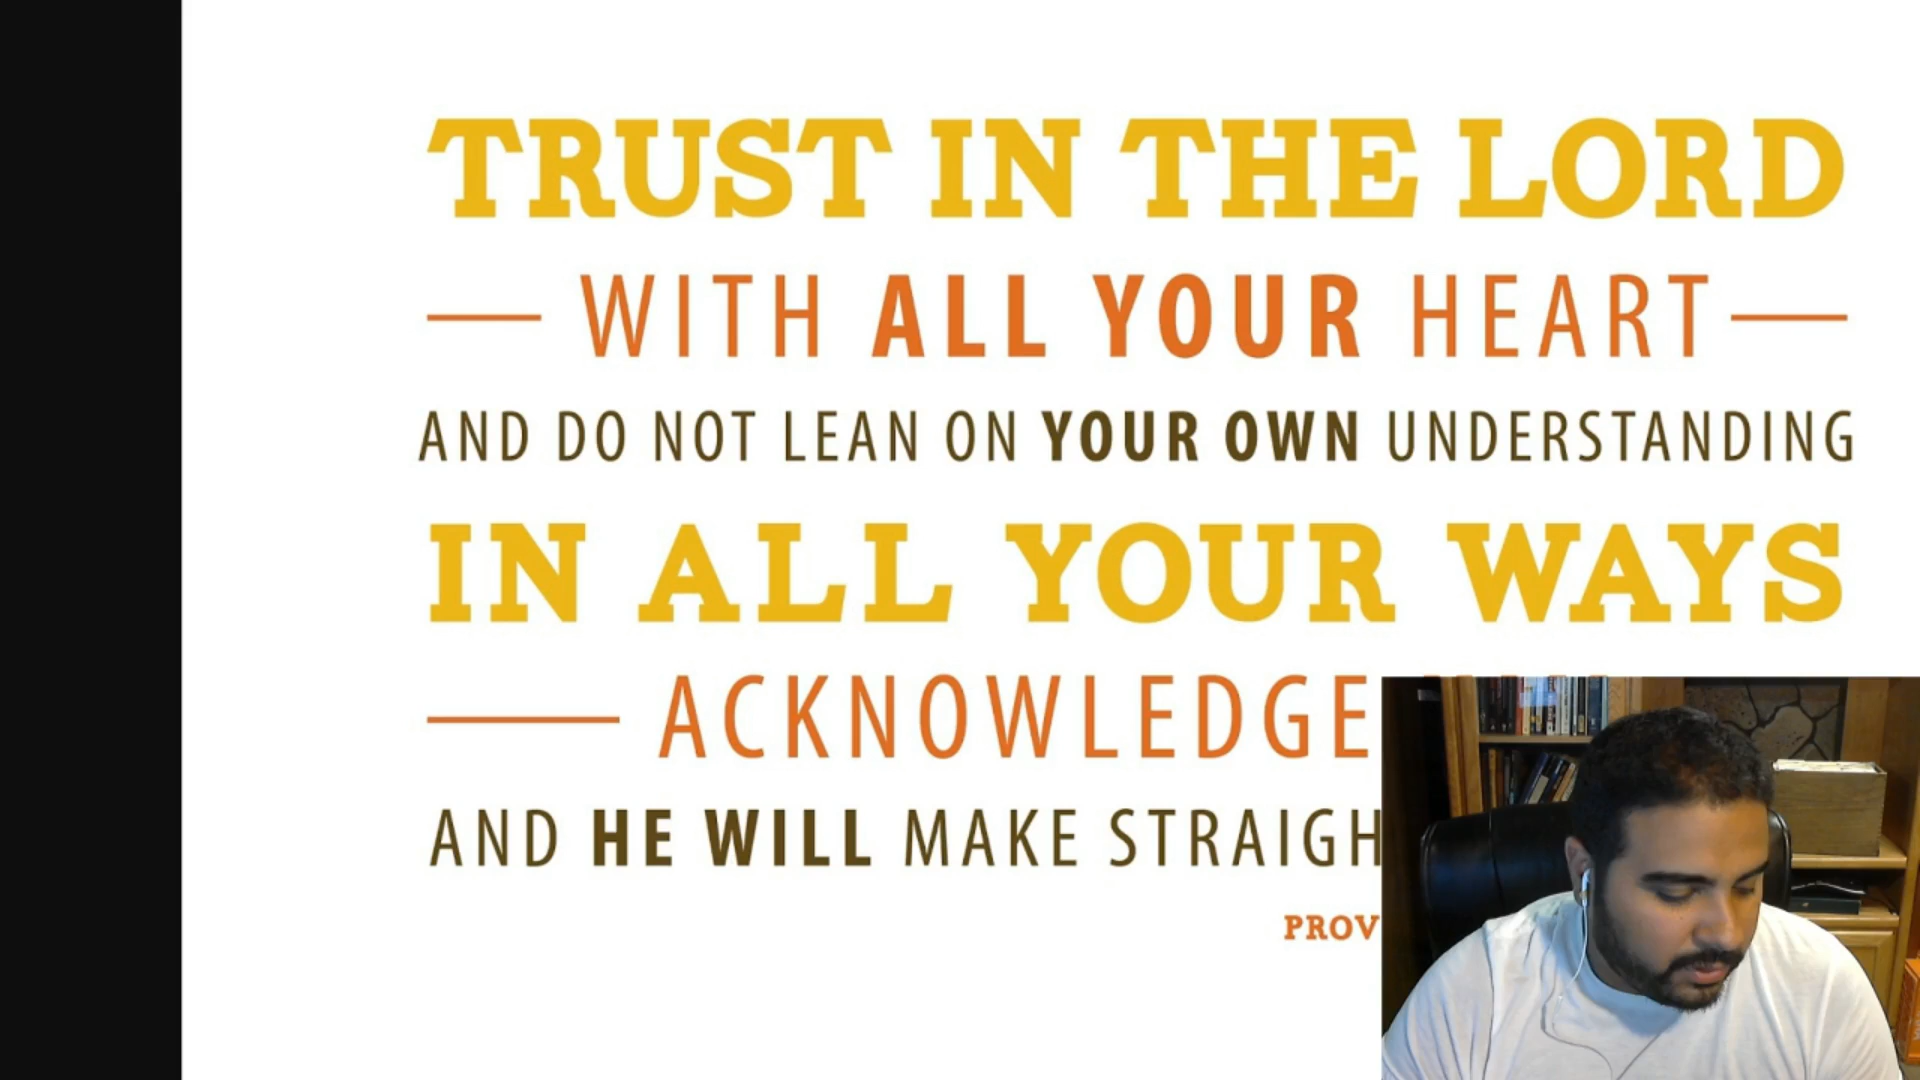 TRUST IN THE LORD
WITH ALL YOUR HEART
AND DO NOT LEAN ON YOUR OWN UNDERSTANDING
IN ALL YOUR WAYS
ACKNOWLEDGE
AND HE WILL MAKE STRAIGH
PROV